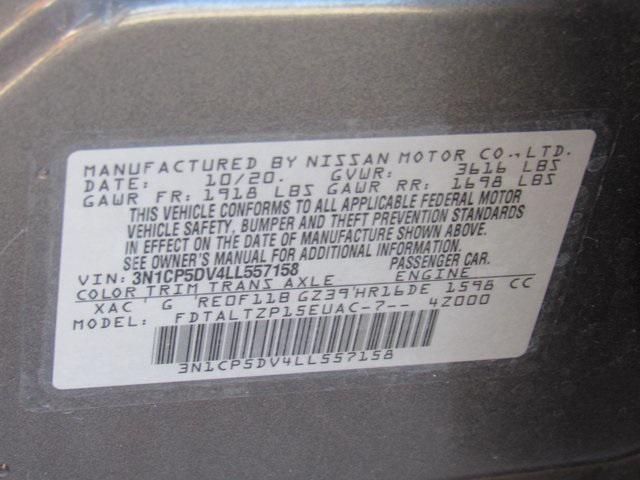 MANUFACTURED BY NISSAN MOTOR CO., LTD.
DATE: 10/20. GVWR: 3616 LBS
GAWR FR: 1918 LBS GAWR RR: 1698 LBS
THIS VEHICLE CONFORMS TO ALL APPLICABLE FEDERAL MOTOR
VEHICLE SAFETY, BUMPER AND THEFT PREVENTION STANDARDS
IN EFFECT ON THE DATE OF MANUFACTURE SHOWN ABOVE.
SEE OWNER'S MANUAL FOR ADDITIONAL INFORMATION.
VIN: 3N1CP5DV4LL557158 PASSENGER CAR.
COLOR TRIM TRANS AXLE ENGINE
XAC G 'RE0F11B GZ39'HR16DE 1598 CC
MODEL: FDTALTZP15EUAC-7-- 4Z000
3N1CP5DV4LL557158